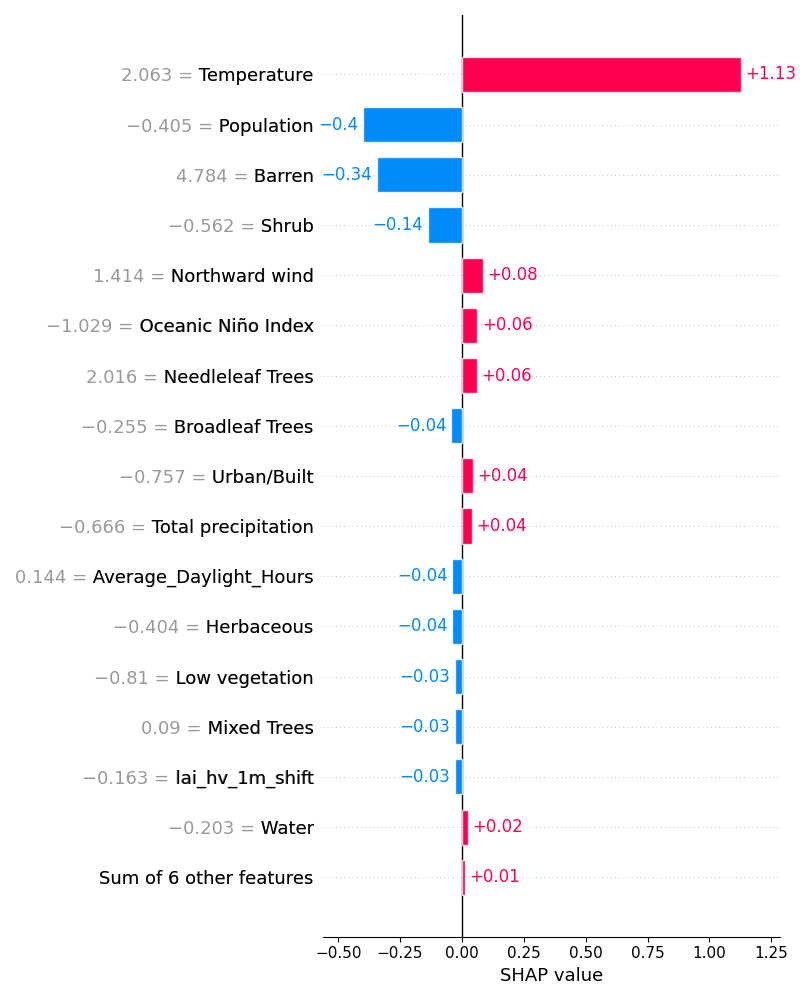 2.063 = Temperature +1.13
−0.405 = Population −0.4
4.784 = Barren −0.34
−0.562 = Shrub −0.14
1.414 = Northward wind +0.08
−1.029 = Oceanic Niño Index +0.06
2.016 = Needleleaf Trees +0.06
−0.255 = Broadleaf Trees −0.04
−0.757 = Urban/Built +0.04
−0.666 = Total precipitation +0.04
0.144 = Average_Daylight_Hours −0.04
−0.404 = Herbaceous −0.04
−0.81 = Low vegetation −0.03
0.09 = Mixed Trees −0.03
−0.163 = lai_hv_1m_shift −0.03
−0.203 = Water +0.02
Sum of 6 other features +0.01
−0.50 −0.25 0.00 0.25 0.50 0.75 1.00 1.25
SHAP value